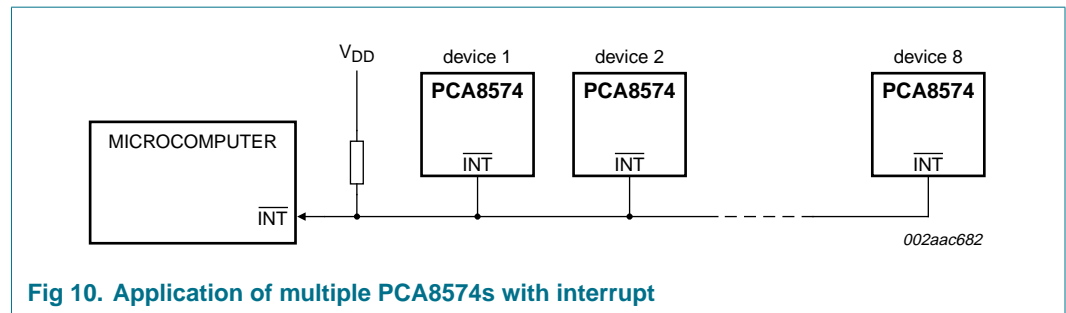 V_DD
device 1
device 2
device 8
PCA8574
PCA8574
PCA8574
MICROCOMPUTER
INT
INT
INT
INT
002aac682
Fig 10. Application of multiple PCA8574s with interrupt